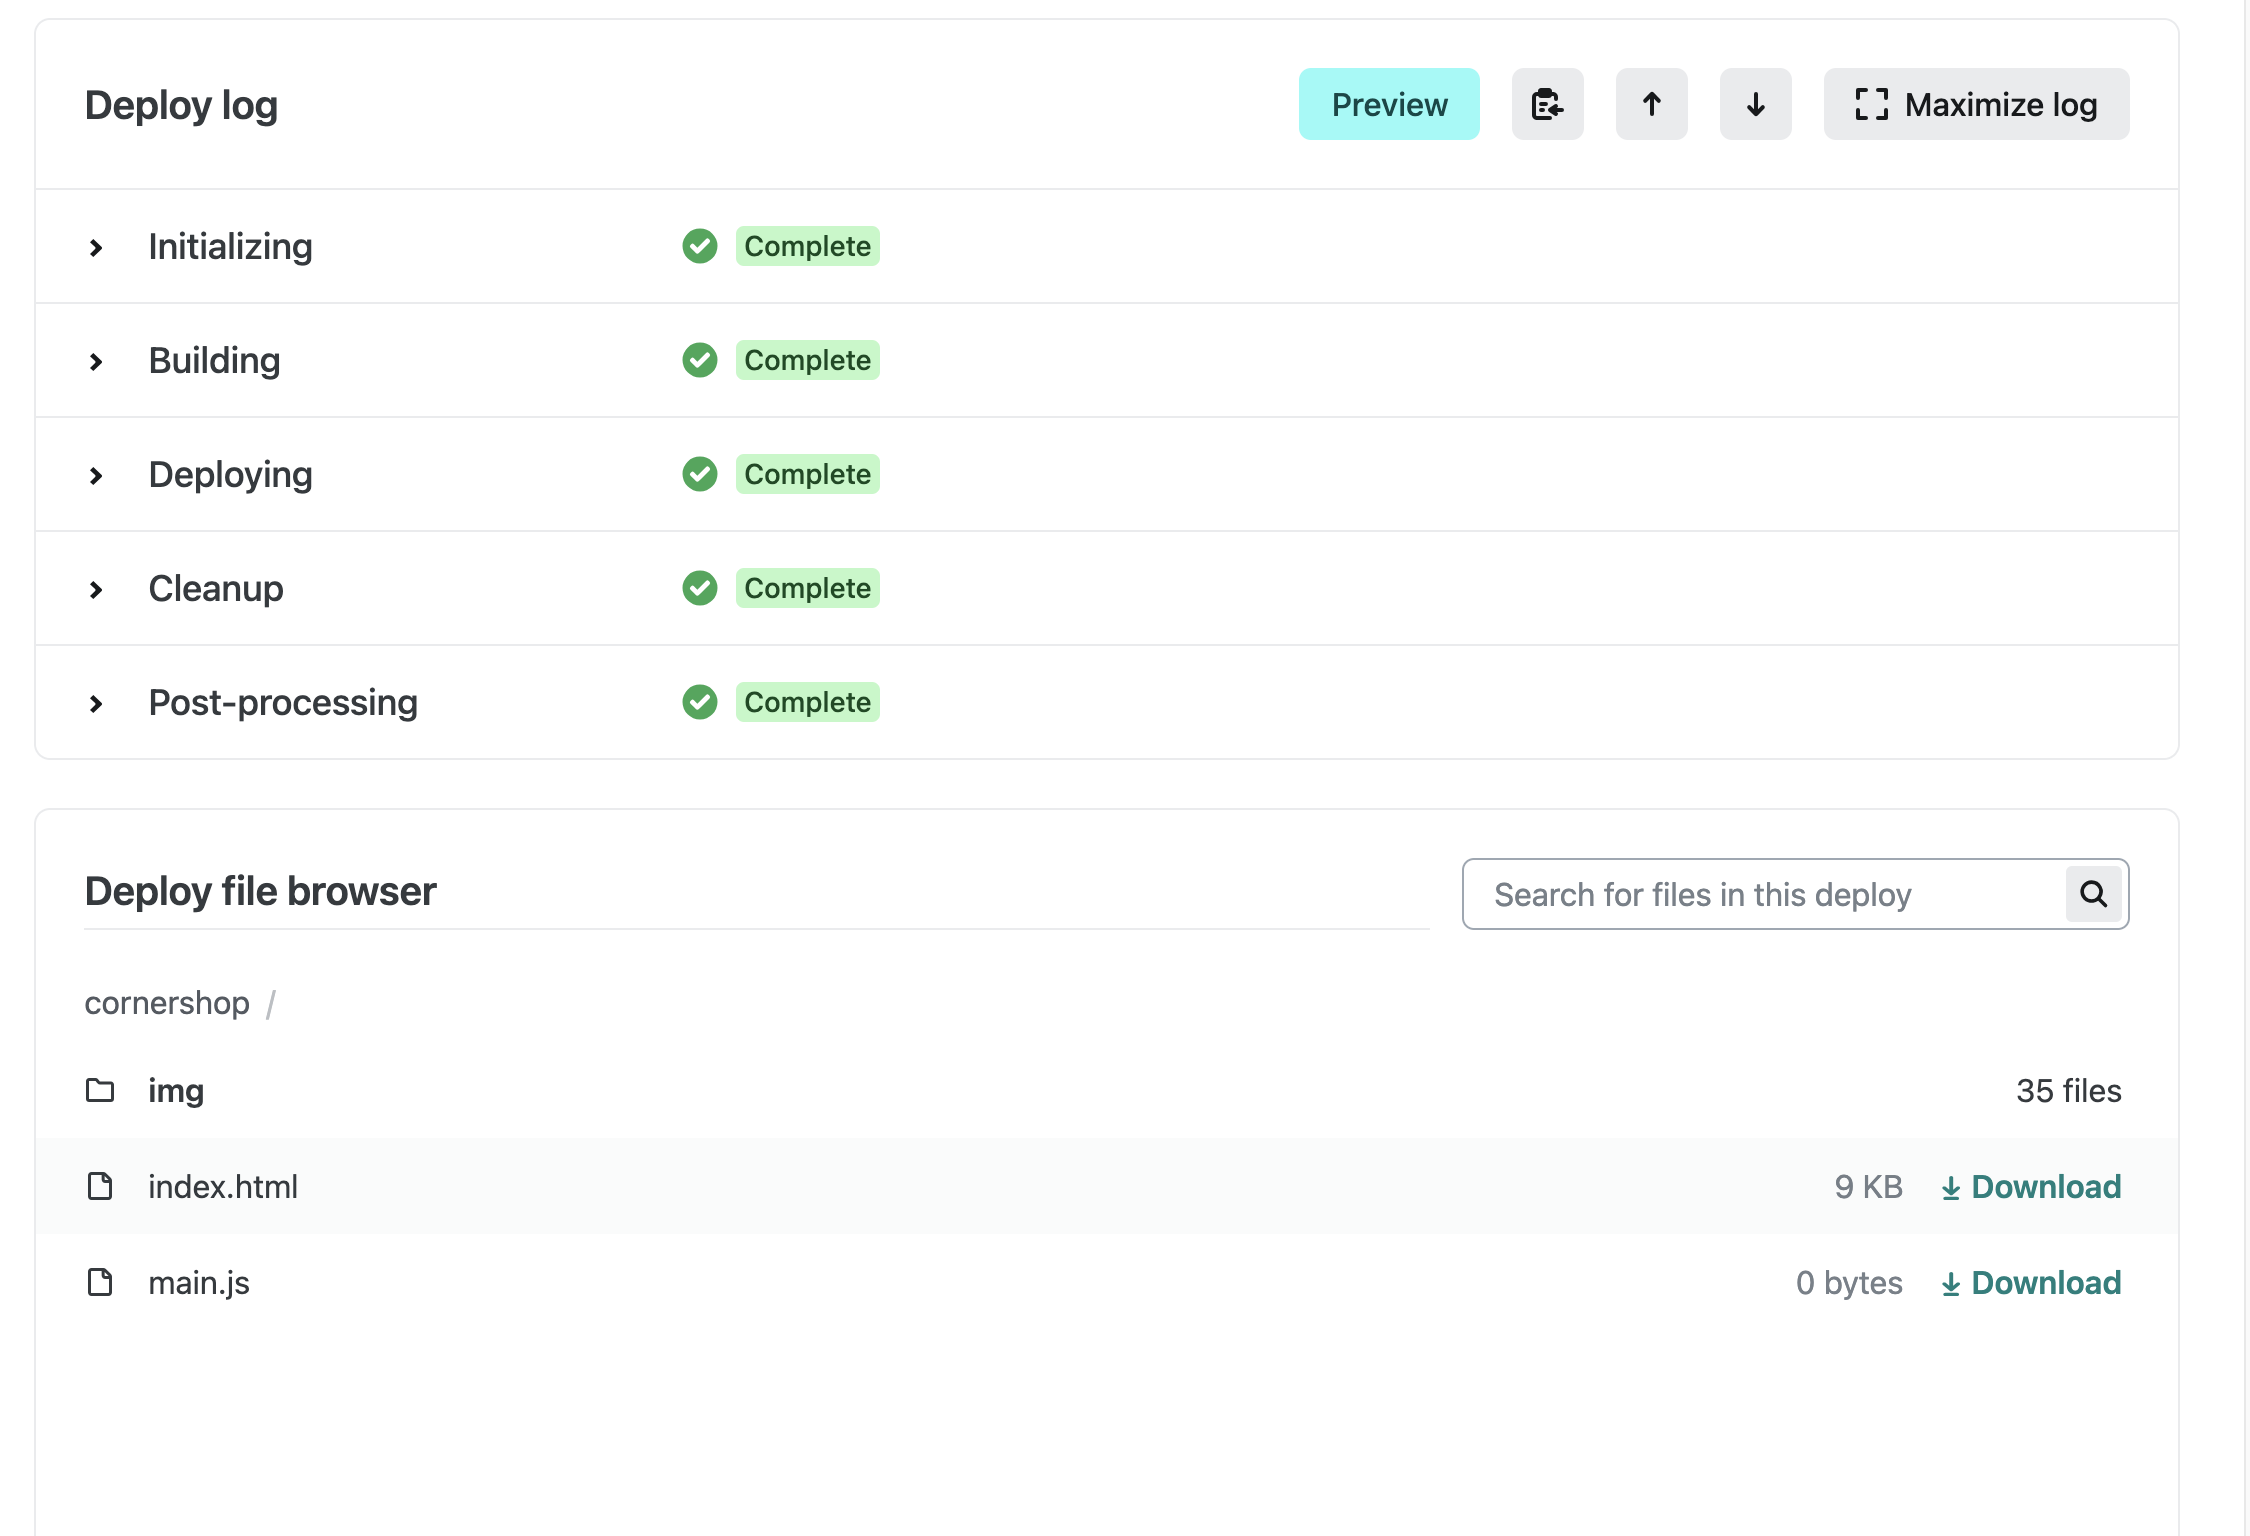 Deploy log
Preview
Maximize log
Initializing
Complete
Building
Complete
Deploying
Complete
Cleanup
Complete
Post-processing
Complete
Deploy file browser
Search for files in this deploy
cornershop /
img
35 files
index.html
9 KB
Download
main.js
0 bytes
Download